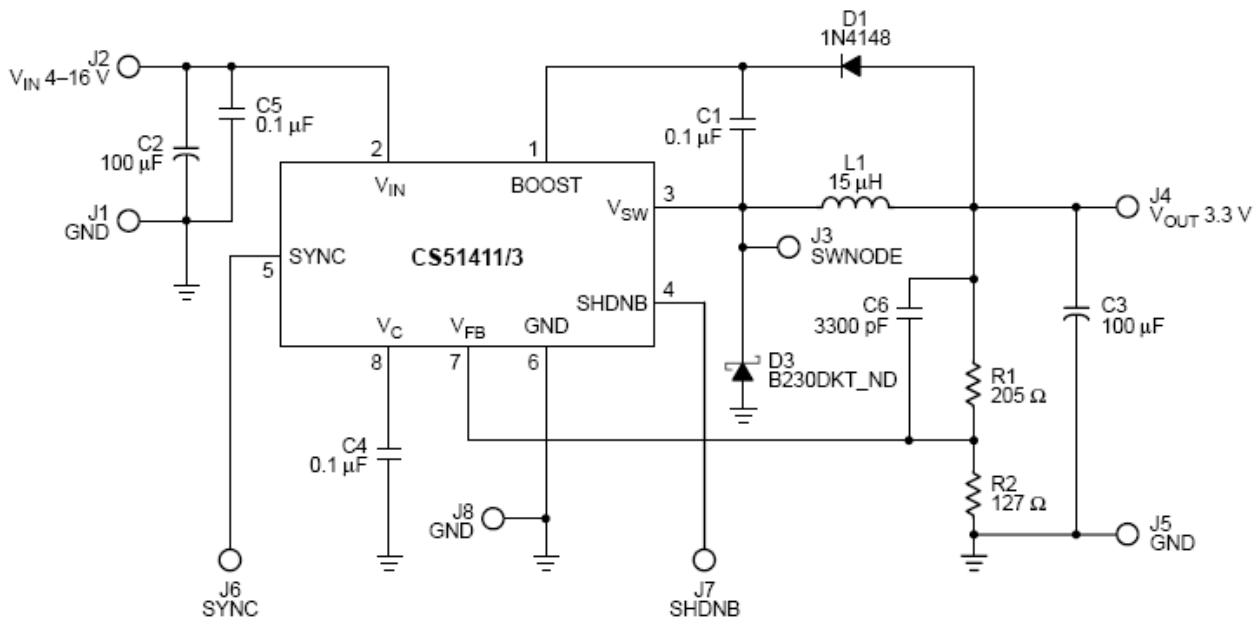 D1
1N4148
J2
V_IN 4–16 V
C5
0.1 µF
C2
100 µF
C1
0.1 µF
2
1
L1
15 µH
V_IN
BOOST
J1
GND
V_SW
3
J4
V_OUT 3.3 V
J3
SWNODE
SYNC
5
CS51411/3
SHDNB
4
C6
3300 pF
C3
100 µF
V_C
V_FB
GND
8
7
6
D3
B230DKT_ND
R1
205 Ω
C4
0.1 µF
R2
127 Ω
J8
GND
J5
GND
J6
SYNC
J7
SHDNB